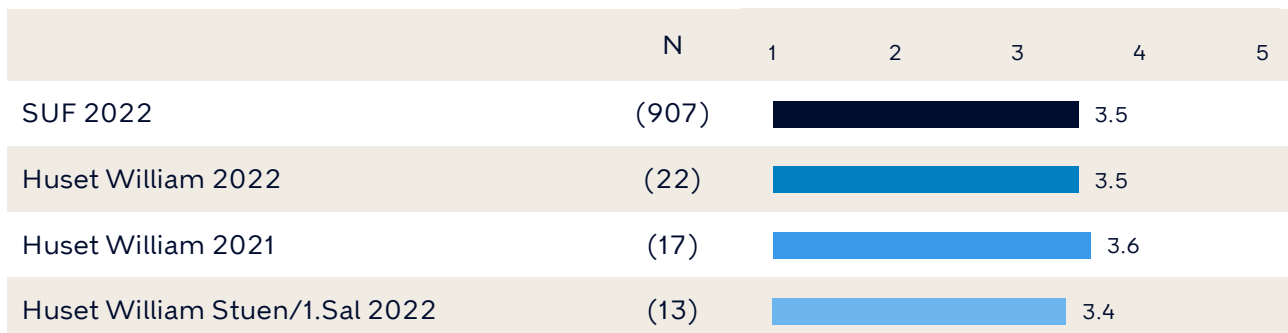 N 1 2 3 4 5
SUF 2022 (907) 3.5
Huset William 2022 (22) 3.5
Huset William 2021 (17) 3.6
Huset William Stuen/1.Sal 2022 (13) 3.4